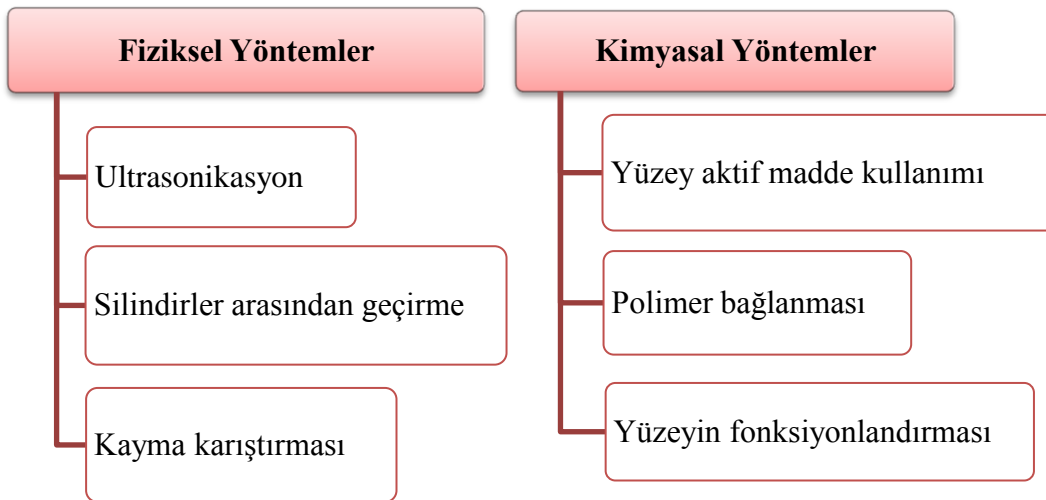 Fiziksel Yöntemler
Ultrasonikasyon
Silindirler arasından geçirme
Kayma karıştırması
Kimyasal Yöntemler
Yüzey aktif madde kullanımı
Polimer bağlanması
Yüzeyin fonksiyonlandırması